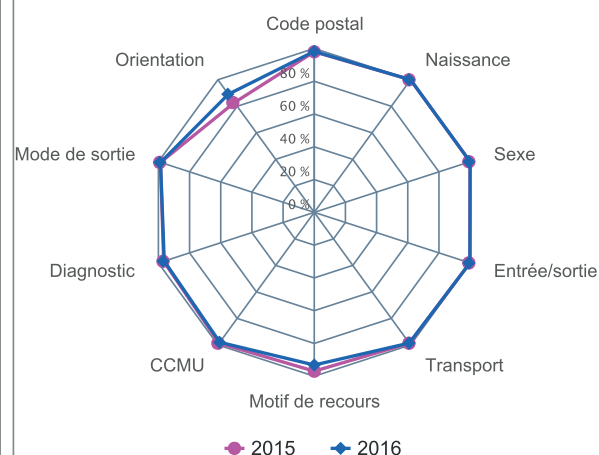 Code postal
Orientation
Naissance
80 %
60 %
Mode de sortie
40 %
Sexe
20 %
0 %
Diagnostic
Entrée/sortie
CCMU
Transport
Motif de recours
2015 2016